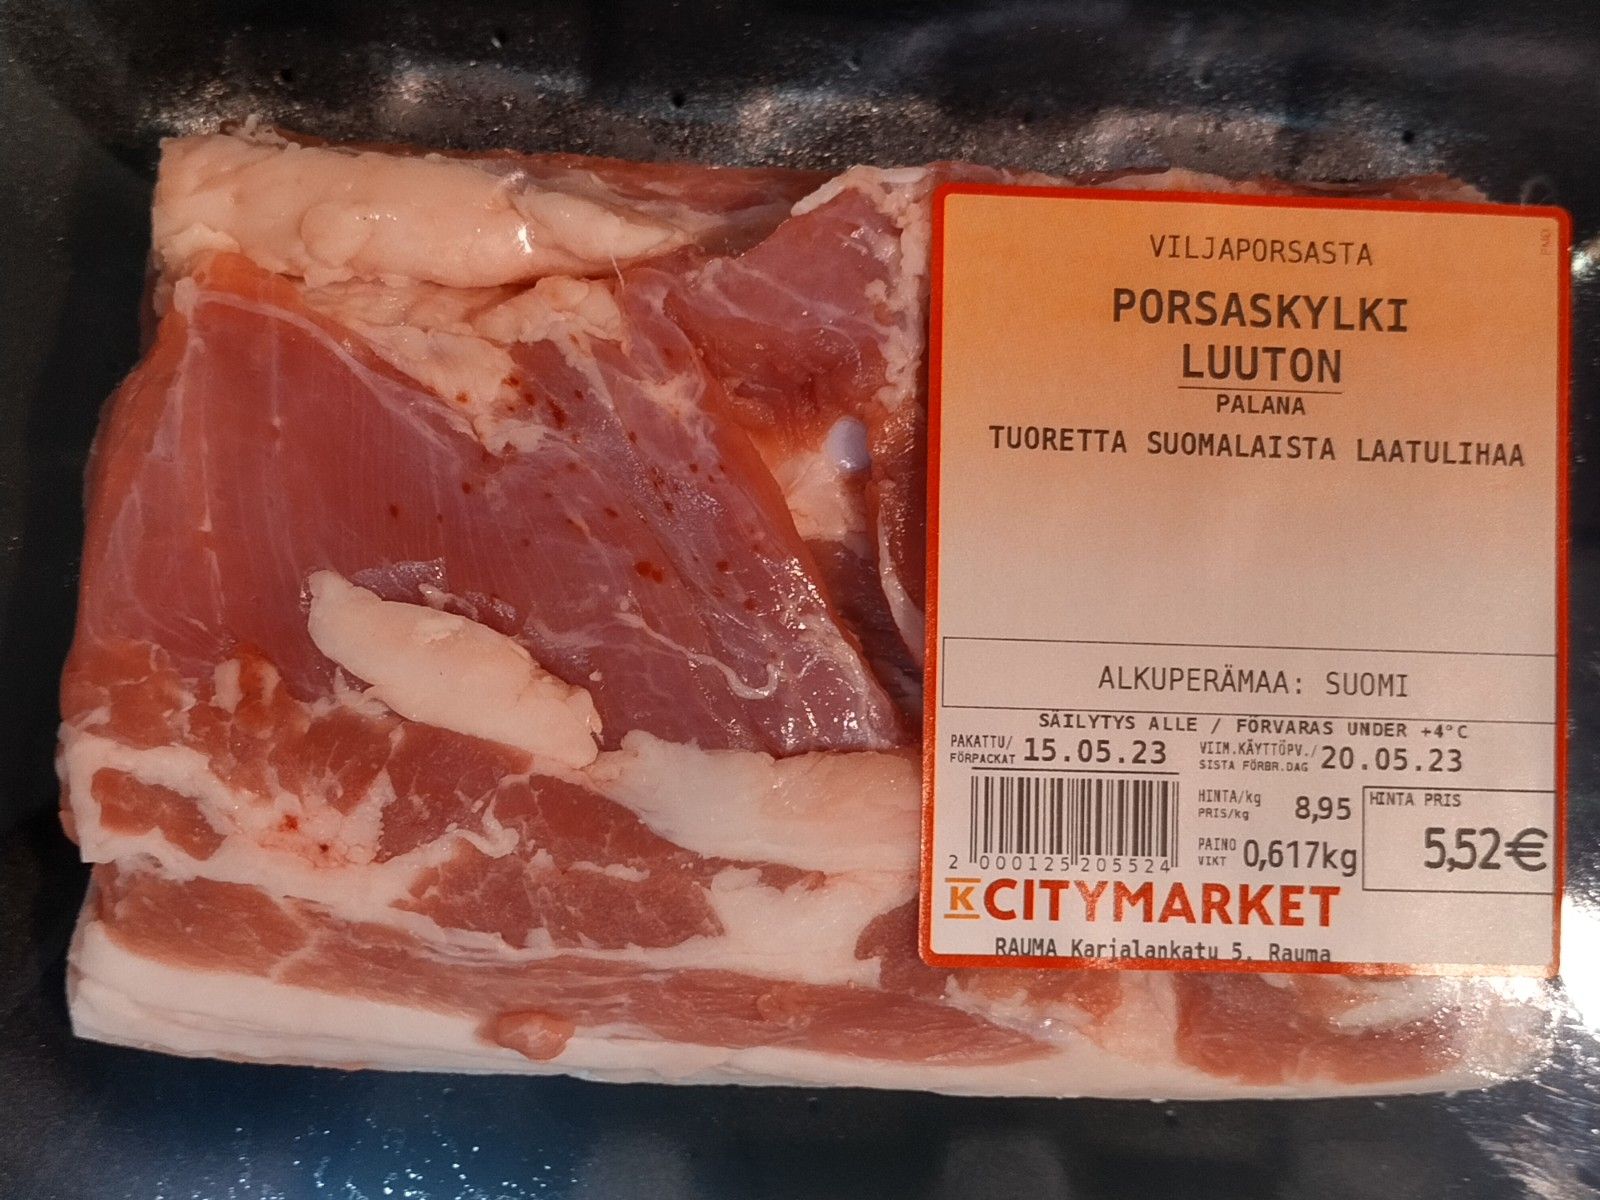 VILJAPORSASTA
PORSASKYLKI
LUUTON
PALANA
TUORETTA SUOMALAISTA LAATULIHAA
ALKUPERÄMAA: SUOMI
SÄILYTYS ALLE / FÖRVARAS UNDER +4°C
PAKATTU/ FÖRPACKAT 15.05.23
VIIM.KÄYTTÖPV./ SISTA FÖRBR.DAG 20.05.23
HINTA/kg PRIS/kg 8,95
HINTA PRIS
5,52€
PAINO VIKT 0,617kg
2 000125 205524
K CITYMARKET
RAUMA Karjalankatu 5, Rauma